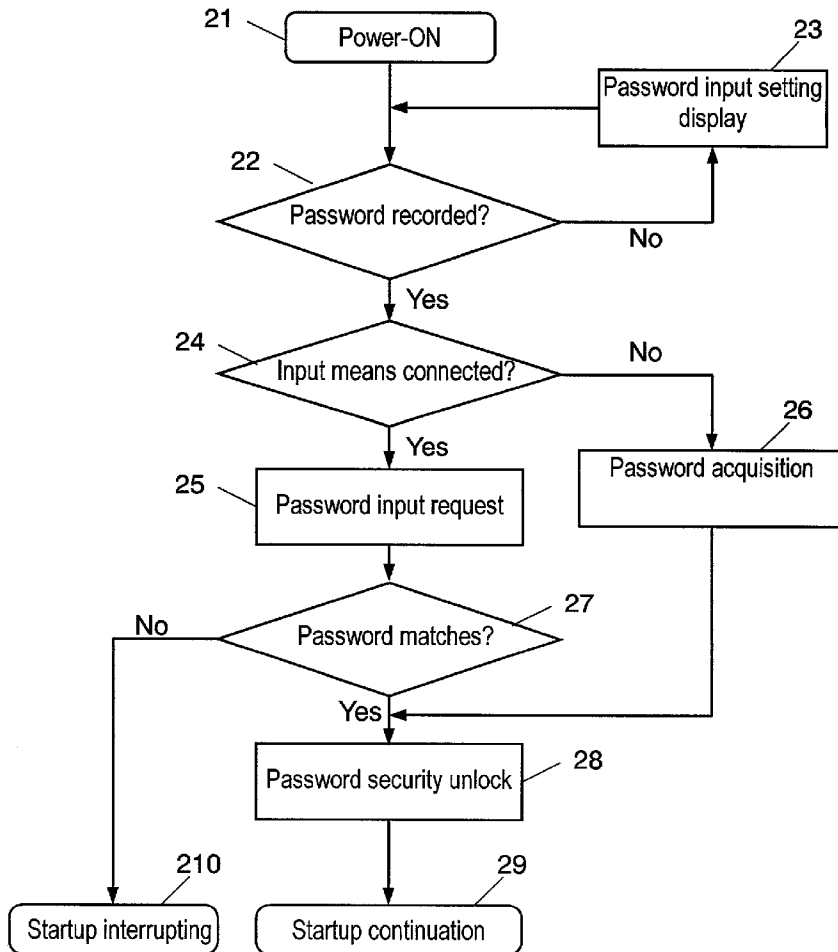 21
Power-ON
23
Password input setting
display
22
Password recorded?
No
Yes
24
Input means connected?
No
26
Yes
Password acquisition
25
Password input request
27
No
Password matches?
Yes
28
Password security unlock
210
29
Startup interrupting
Startup continuation